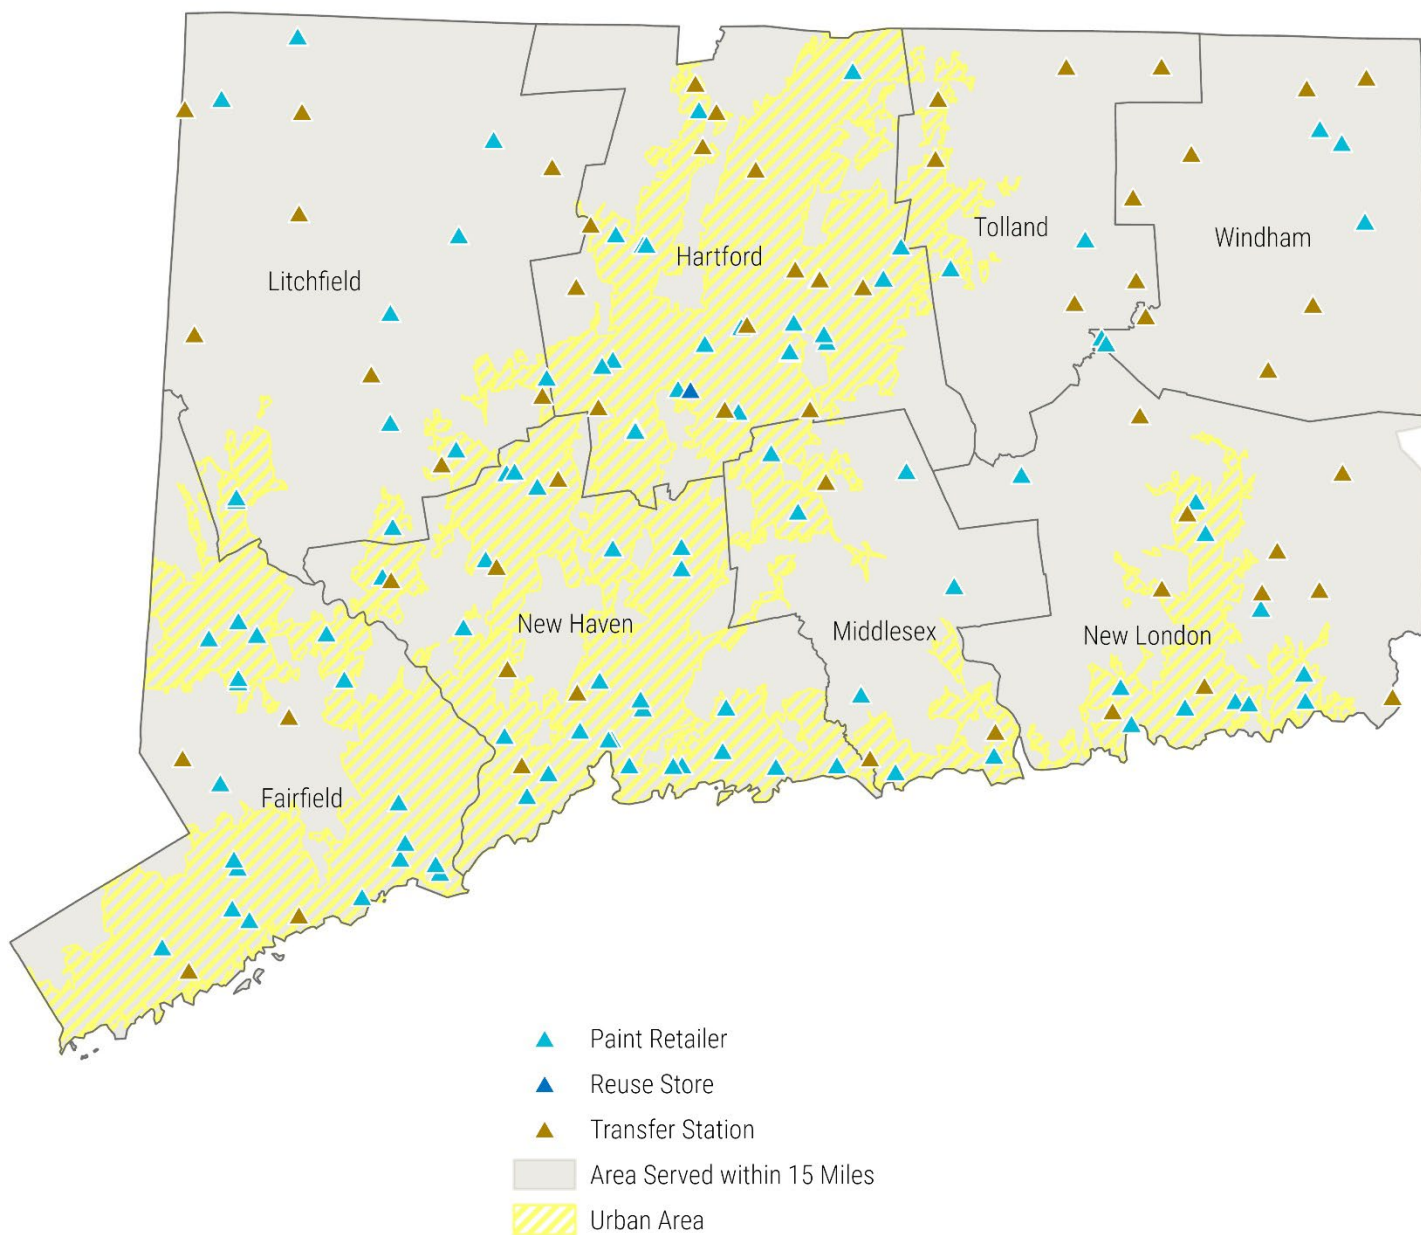 Tolland
Windham
Hartford
Litchfield
New Haven
Middlesex
New London
Fairfield
Paint Retailer
Reuse Store
Transfer Station
Area Served within 15 Miles
Urban Area